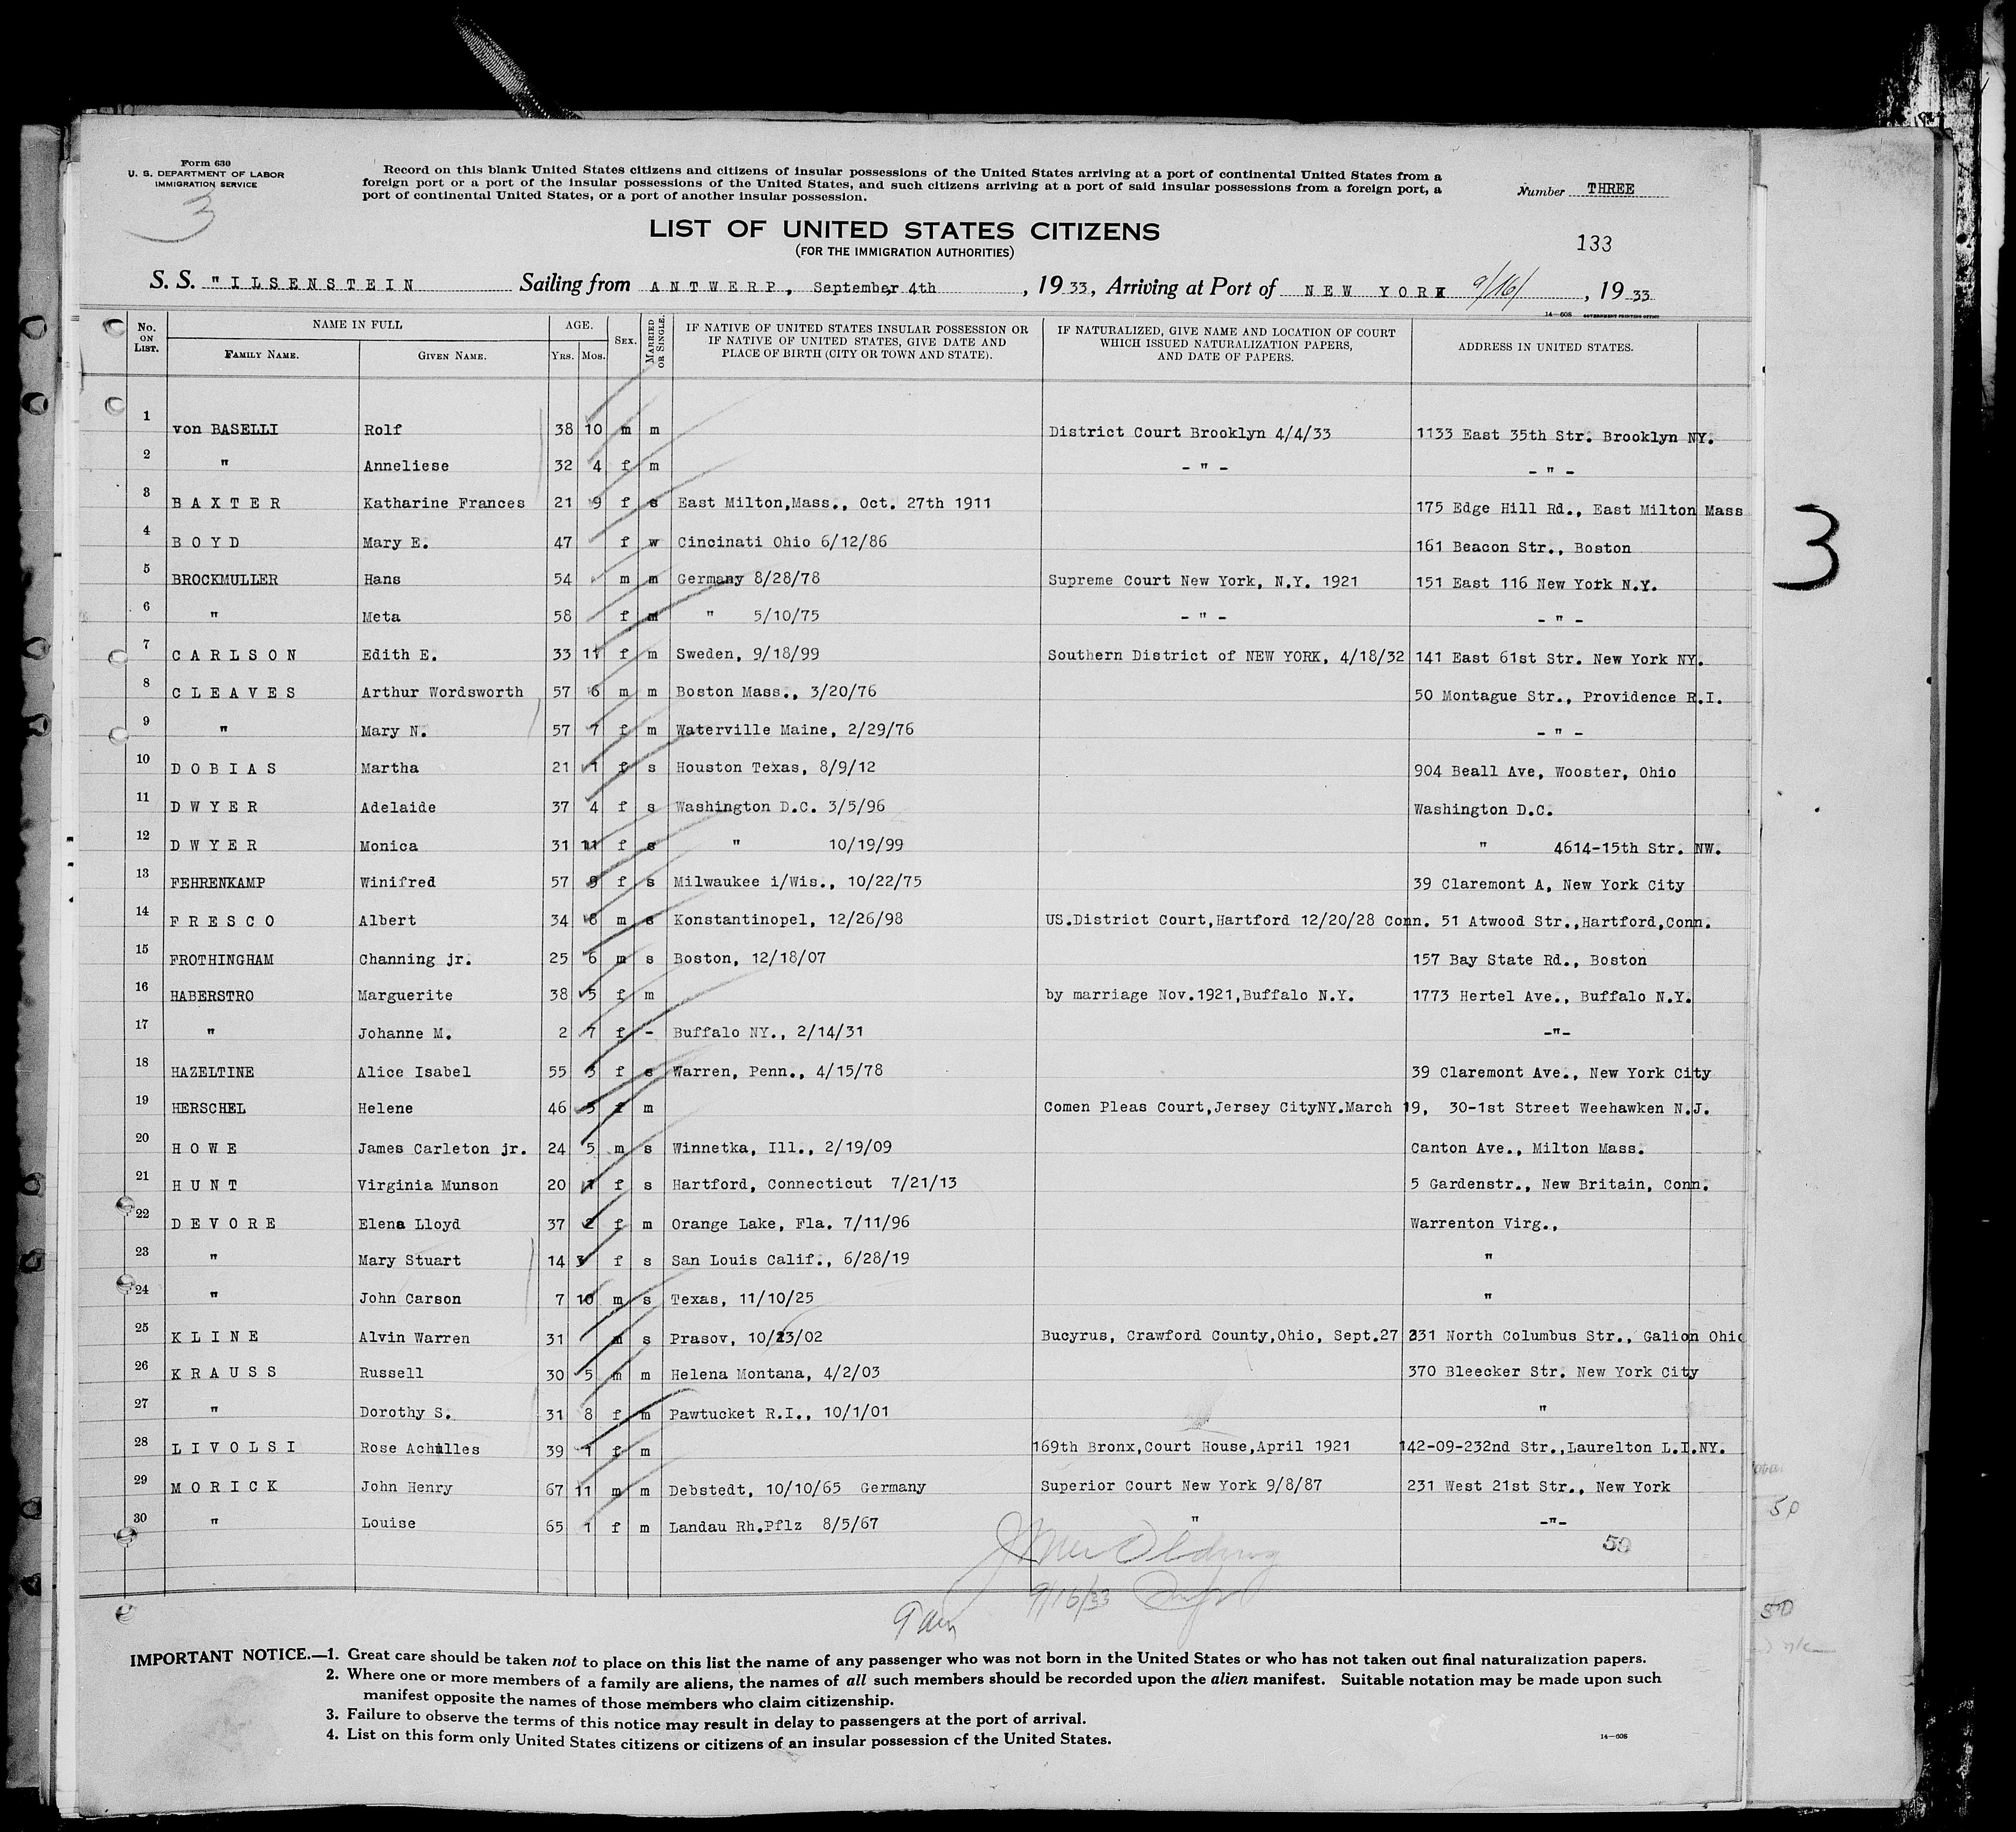 Form 630
U. S. DEPARTMENT OF LABOR
IMMIGRATION SERVICE
3
Record on this blank United States citizens and citizens of insular possessions of the United States arriving at a port of continental United States from a
foreign port or a port of the insular possessions of the United States, and such citizens arriving at a port of said insular possessions from a foreign port, a
port of continental United States, or a port of another insular possession.
Number THREE
LIST OF UNITED STATES CITIZENS
(FOR THE IMMIGRATION AUTHORITIES)
133
S. S. "ILSENSTEIN Sailing from ANTWERP, September 4th, 1933, Arriving at Port of NEW YORK 9/16/, 1933
14—608 GOVERNMENT PRINTING OFFICE
No. ON LIST. NAME IN FULL AGE. SEX. MARRIED OR SINGLE. IF NATIVE OF UNITED STATES INSULAR POSSESSION OR IF NATIVE OF UNITED STATES, GIVE DATE AND PLACE OF BIRTH (CITY OR TOWN AND STATE). IF NATURALIZED, GIVE NAME AND LOCATION OF COURT WHICH ISSUED NATURALIZATION PAPERS, AND DATE OF PAPERS. ADDRESS IN UNITED STATES.
FAMILY NAME. GIVEN NAME. YRS. MOS.
1 von BASELLI Rolf 38 10 m m District Court Brooklyn 4/4/33 1133 East 35th Str. Brooklyn NY.
2 " Anneliese 32 4 f m - " - - " -
3 BAXTER Katharine Frances 21 9 f s East Milton,Mass., Oct. 27th 1911 175 Edge Hill Rd., East Milton Mass
4 BOYD Mary E. 47 f w Cincinati Ohio 6/12/86 161 Beacon Str., Boston
5 BROCKMULLER Hans 54 m m Germany 8/28/78 Supreme Court New York, N.Y. 1921 151 East 116 New York N.Y.
6 " Meta 58 f m " 5/10/75 - " - - " -
7 CARLSON Edith E. 33 11 f m Sweden, 9/18/99 Southern District of NEW YORK, 4/18/32 141 East 61st Str. New York NY.
8 CLEAVES Arthur Wordsworth 57 6 m m Boston Mass., 3/20/76 50 Montague Str., Providence R.I.
9 " Mary N. 57 7 f m Waterville Maine, 2/29/76 - " -
10 DOBIAS Martha 21 1 f s Houston Texas, 8/9/12 904 Beall Ave, Wooster, Ohio
11 DWYER Adelaide 37 4 f s Washington D.C. 3/5/96 Washington D.C.
12 DWYER Monica 31 11 f s " 10/19/99 " 4614-15th Str. NW.
13 FEHRENKAMP Winifred 57 9 f s Milwaukee i/Wis., 10/22/75 39 Claremont A, New York City
14 FRESCO Albert 34 8 m s Konstantinopel, 12/26/98 US.District Court,Hartford 12/20/28 Conn. 51 Atwood Str.,Hartford,Conn.
15 FROTHINGHAM Channing jr. 25 6 m s Boston, 12/18/07 157 Bay State Rd., Boston
16 HABERSTRO Marguerite 38 5 f m by marriage Nov.1921,Buffalo N.Y. 1773 Hertel Ave., Buffalo N.Y.
17 " Johanne M. 2 7 f - Buffalo NY., 2/14/31 -"-
18 HAZELTINE Alice Isabel 55 3 f s Warren, Penn., 4/15/78 39 Claremont Ave., New York City
19 HERSCHEL Helene 46 5 f m Comen Pleas Court,Jersey CityNY.March 19, 30-1st Street Weehawken N.J.
20 HOWE James Carleton jr. 24 5 m s Winnetka, Ill., 2/19/09 Canton Ave., Milton Mass.
21 HUNT Virginia Munson 20 1 f s Hartford, Connecticut 7/21/13 5 Gardenstr., New Britain, Conn.
22 DEVORE Elena Lloyd 37 2 f m Orange Lake, Fla. 7/11/96 Warrenton Virg.,
23 " Mary Stuart 14 3 f s San Louis Calif., 6/28/19 "
24 " John Carson 7 10 m s Texas, 11/10/25 "
25 KLINE Alvin Warren 31 m s Prasov, 10/23/02 Bucyrus, Crawford County,Ohio, Sept.27 231 North Columbus Str., Galion Ohio
26 KRAUSS Russell 30 5 m m Helena Montana, 4/2/03 370 Bleecker Str. New York City
27 " Dorothy S. 31 8 f m Pawtucket R.I., 10/1/01 "
28 LIVOLSI Rose Achilles 39 1 f m 169th Bronx,Court House,April 1921 142-09-232nd Str.,Laurelton L.I.NY.
29 MORICK John Henry 67 11 m m Debstedt, 10/10/65 Germany Superior Court New York 9/8/87 231 West 21st Str., New York
30 " Louise 65 1 f m Landau Rh.Pflz 8/5/67 " -"-
50
9/16/33
3
50
50
IMPORTANT NOTICE.—1. Great care should be taken not to place on this list the name of any passenger who was not born in the United States or who has not taken out final naturalization papers.
2. Where one or more members of a family are aliens, the names of all such members should be recorded upon the alien manifest. Suitable notation may be made upon such
manifest opposite the names of those members who claim citizenship.
3. Failure to observe the terms of this notice may result in delay to passengers at the port of arrival.
4. List on this form only United States citizens or citizens of an insular possession of the United States.
14—608